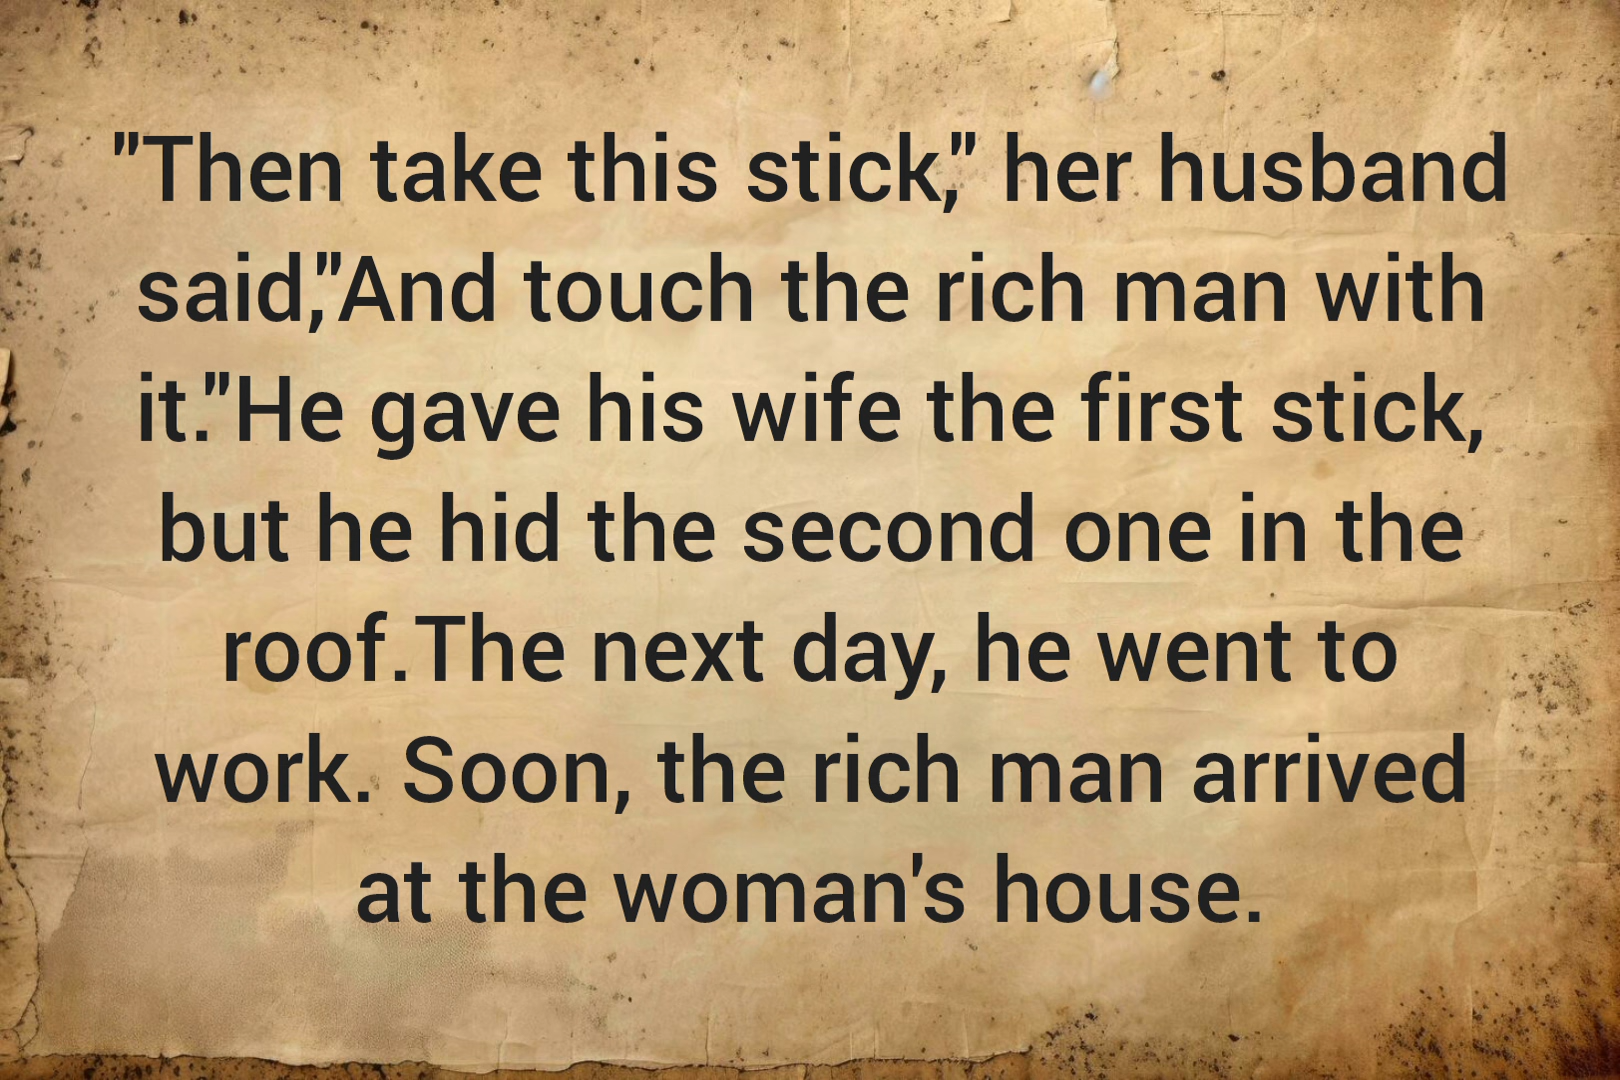 "Then take this stick," her husband
said,"And touch the rich man with
it."He gave his wife the first stick,
but he hid the second one in the
roof.The next day, he went to
work. Soon, the rich man arrived
at the woman's house.